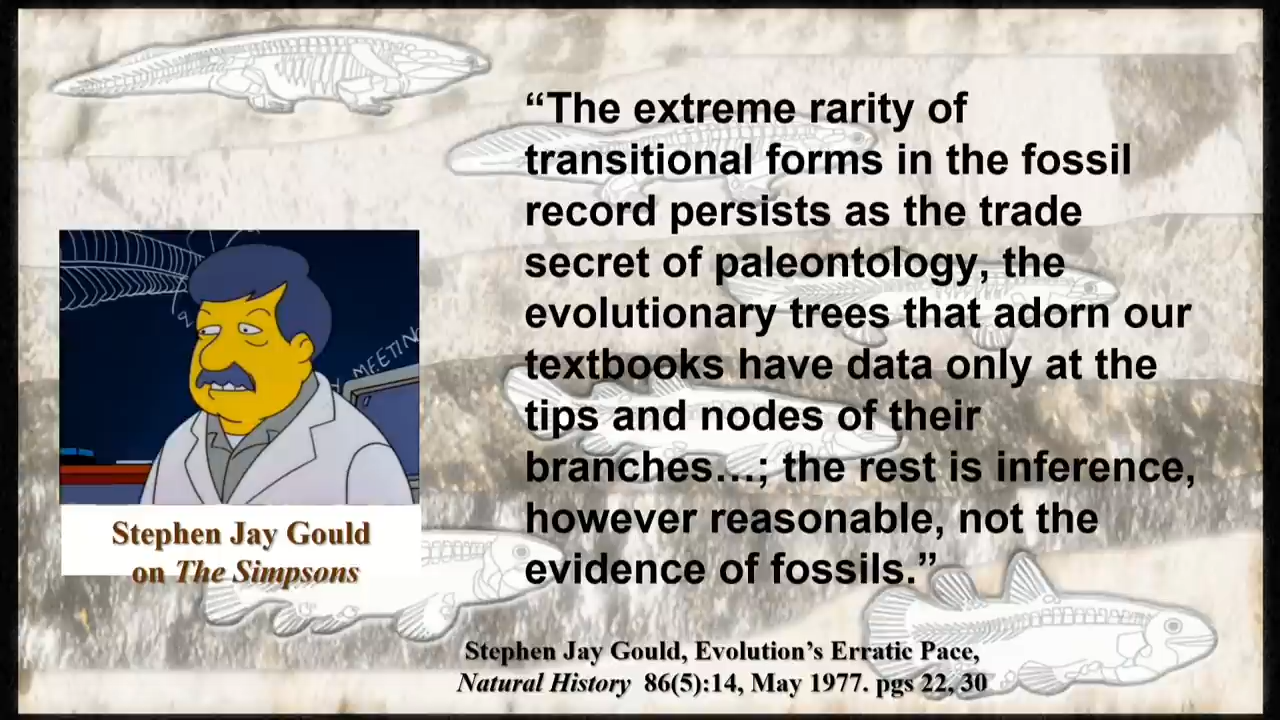 “The extreme rarity of
transitional forms in the fossil
record persists as the trade
secret of paleontology, the
evolutionary trees that adorn our
textbooks have data only at the
tips and nodes of their
branches...; the rest is inference,
however reasonable, not the
evidence of fossils.”
MEETING
Stephen Jay Gould
on The Simpsons
Stephen Jay Gould, Evolution’s Erratic Pace,
Natural History 86(5):14, May 1977. pgs 22, 30